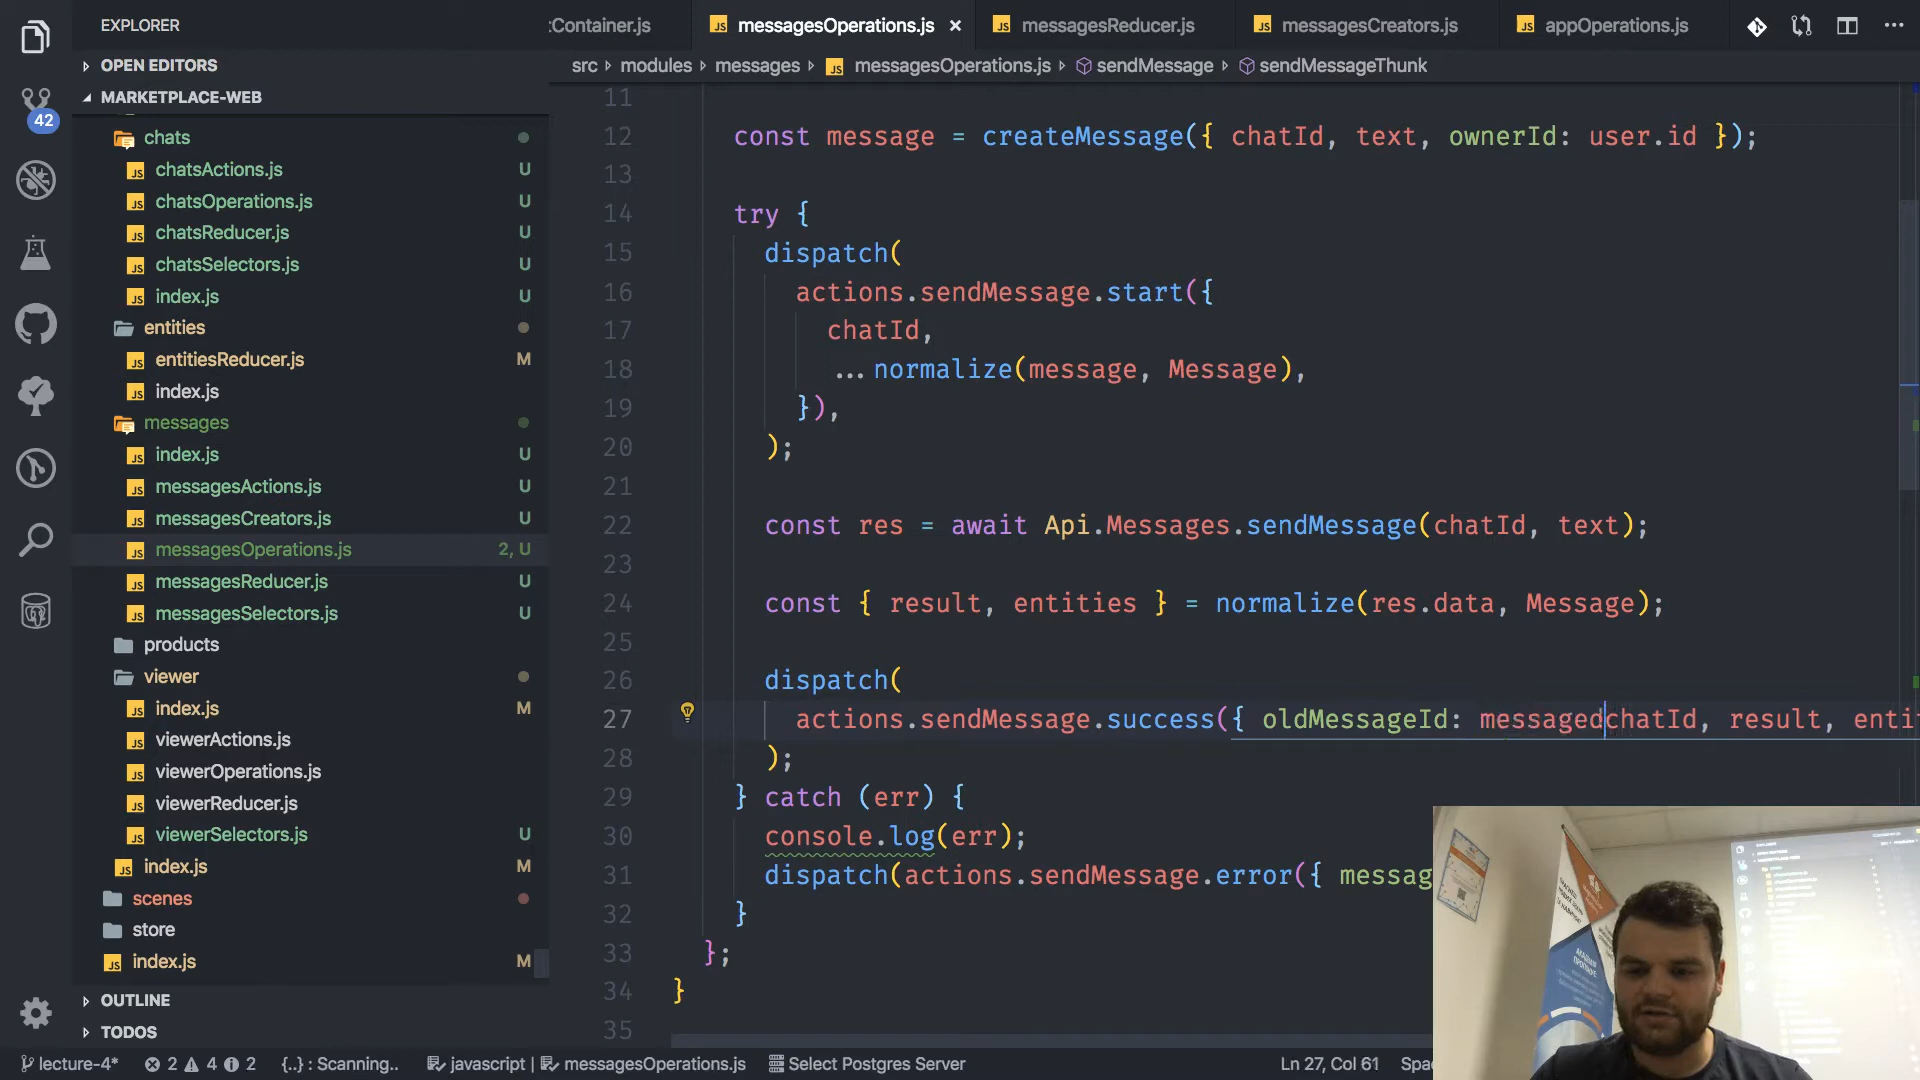 EXPLORER
:Container.js
messagesOperations.js
messagesReducer.js
messagesCreators.js
appOperations.js
OPEN EDITORS
src › modules › messages › messagesOperations.js › sendMessage › sendMessageThunk
MARKETPLACE-WEB
42
chats
chatsActions.js U
chatsOperations.js U
chatsReducer.js U
chatsSelectors.js U
index.js U
entities
entitiesReducer.js M
index.js
messages
index.js U
messagesActions.js U
messagesCreators.js U
messagesOperations.js 2, U
messagesReducer.js U
messagesSelectors.js U
products
viewer
index.js M
viewerActions.js
viewerOperations.js
viewerReducer.js
viewerSelectors.js U
index.js M
scenes
store
index.js M
OUTLINE
TODOS
11
12 const message = createMessage({ chatId, text, ownerId: user.id });
13
14 try {
15 dispatch(
16 actions.sendMessage.start({
17 chatId,
18 ...normalize(message, Message),
19 }),
20 );
21
22 const res = await Api.Messages.sendMessage(chatId, text);
23
24 const { result, entities } = normalize(res.data, Message);
25
26 dispatch(
27 actions.sendMessage.success({ oldMessageId: messagedchatId, result, enti
28 );
29 } catch (err) {
30 console.log(err);
31 dispatch(actions.sendMessage.error({ messag
32 }
33 };
34 }
35
lecture-4* 2 4 2 {..} : Scanning.. javascript | messagesOperations.js Select Postgres Server Ln 27, Col 61 Spac